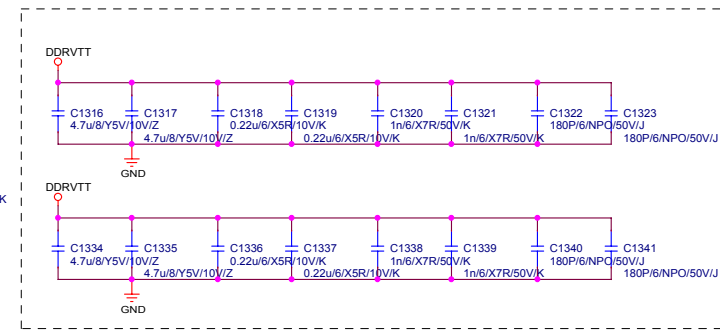 DDRVTT
C1316
4.7u/8/Y5V/10V/Z
C1317
4.7u/8/Y5V/10V/Z
C1318
0.22u/6/X5R/10V/K
C1319
0.22u/6/X5R/10V/K
C1320
1n/6/X7R/50V/K
C1321
1n/6/X7R/50V/K
C1322
180P/6/NPO/50V/J
C1323
180P/6/NPO/50V/J
GND
K
DDRVTT
C1334
4.7u/8/Y5V/10V/Z
C1335
4.7u/8/Y5V/10V/Z
C1336
0.22u/6/X5R/10V/K
C1337
0.22u/6/X5R/10V/K
C1338
1n/6/X7R/50V/K
C1339
1n/6/X7R/50V/K
C1340
180P/6/NPO/50V/J
C1341
180P/6/NPO/50V/J
GND